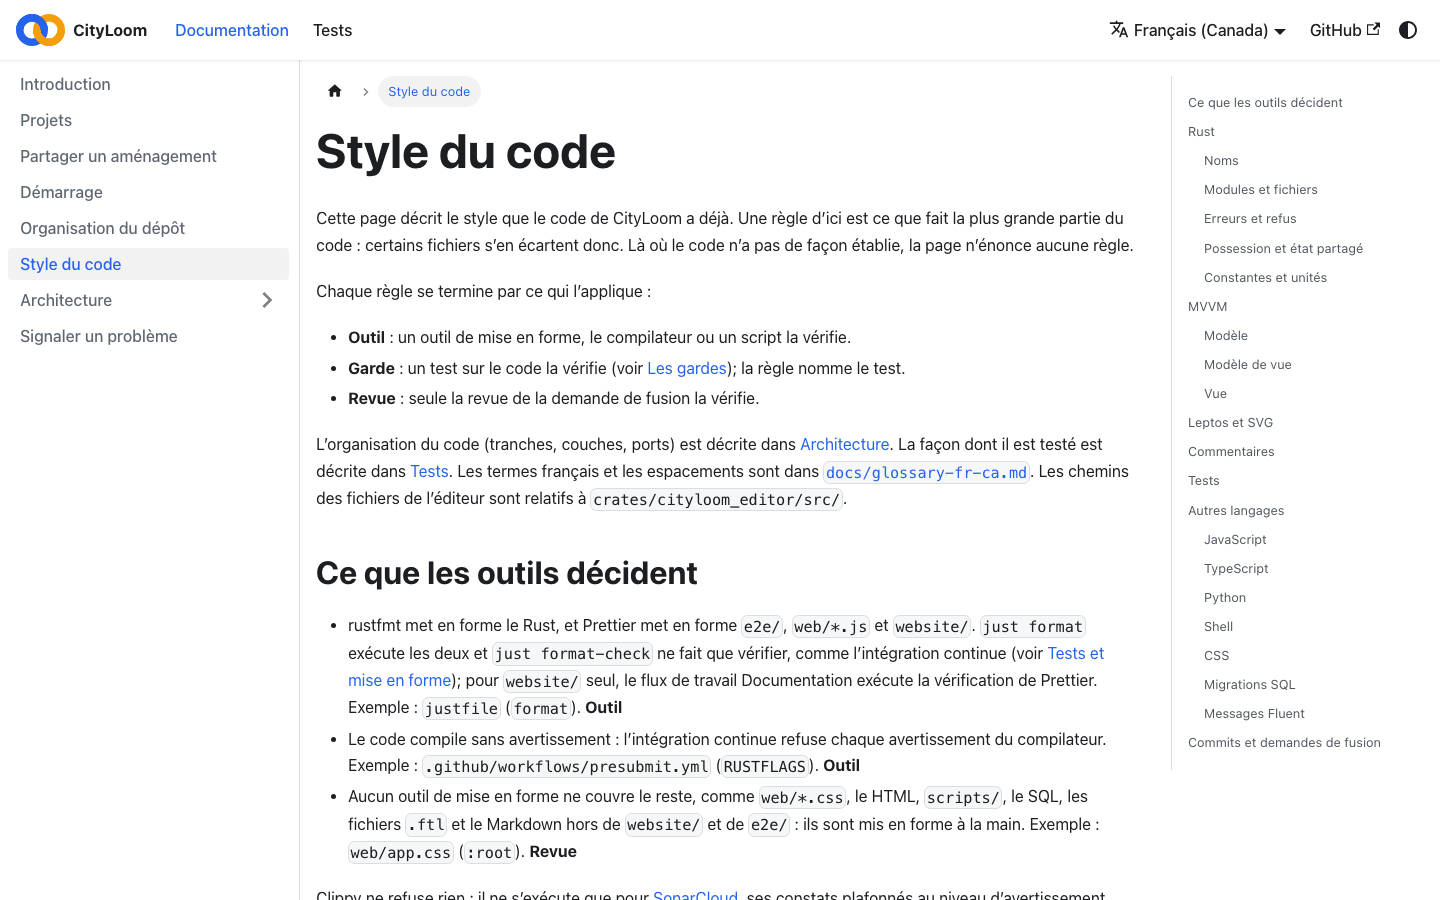 CityLoom
Documentation
Tests
Français (Canada)
GitHub
Introduction
Projets
Partager un aménagement
Démarrage
Organisation du dépôt
Style du code
Architecture
Signaler un problème
Style du code
Style du code
Cette page décrit le style que le code de CityLoom a déjà. Une règle d’ici est ce que fait la plus grande partie du
code : certains fichiers s’en écartent donc. Là où le code n’a pas de façon établie, la page n’énonce aucune règle.
Chaque règle se termine par ce qui l’applique :
Outil : un outil de mise en forme, le compilateur ou un script la vérifie.
Garde : un test sur le code la vérifie (voir Les gardes); la règle nomme le test.
Revue : seule la revue de la demande de fusion la vérifie.
L’organisation du code (tranches, couches, ports) est décrite dans Architecture. La façon dont il est testé est
décrite dans Tests. Les termes français et les espacements sont dans docs/glossary-fr-ca.md. Les chemins
des fichiers de l’éditeur sont relatifs à crates/cityloom_editor/src/.
Ce que les outils décident
rustfmt met en forme le Rust, et Prettier met en forme e2e/, web/*.js et website/. just format
exécute les deux et just format-check ne fait que vérifier, comme l’intégration continue (voir Tests et
mise en forme); pour website/ seul, le flux de travail Documentation exécute la vérification de Prettier.
Exemple : justfile (format). Outil
Le code compile sans avertissement : l’intégration continue refuse chaque avertissement du compilateur.
Exemple : .github/workflows/presubmit.yml (RUSTFLAGS). Outil
Aucun outil de mise en forme ne couvre le reste, comme web/*.css, le HTML, scripts/, le SQL, les
fichiers .ftl et le Markdown hors de website/ et de e2e/ : ils sont mis en forme à la main. Exemple :
web/app.css (:root). Revue
Clippy ne refuse rien : il ne s’exécute que pour SonarCloud, ses constats plafonnés au niveau d’avertissement
Ce que les outils décident
Rust
Noms
Modules et fichiers
Erreurs et refus
Possession et état partagé
Constantes et unités
MVVM
Modèle
Modèle de vue
Vue
Leptos et SVG
Commentaires
Tests
Autres langages
JavaScript
TypeScript
Python
Shell
CSS
Migrations SQL
Messages Fluent
Commits et demandes de fusion